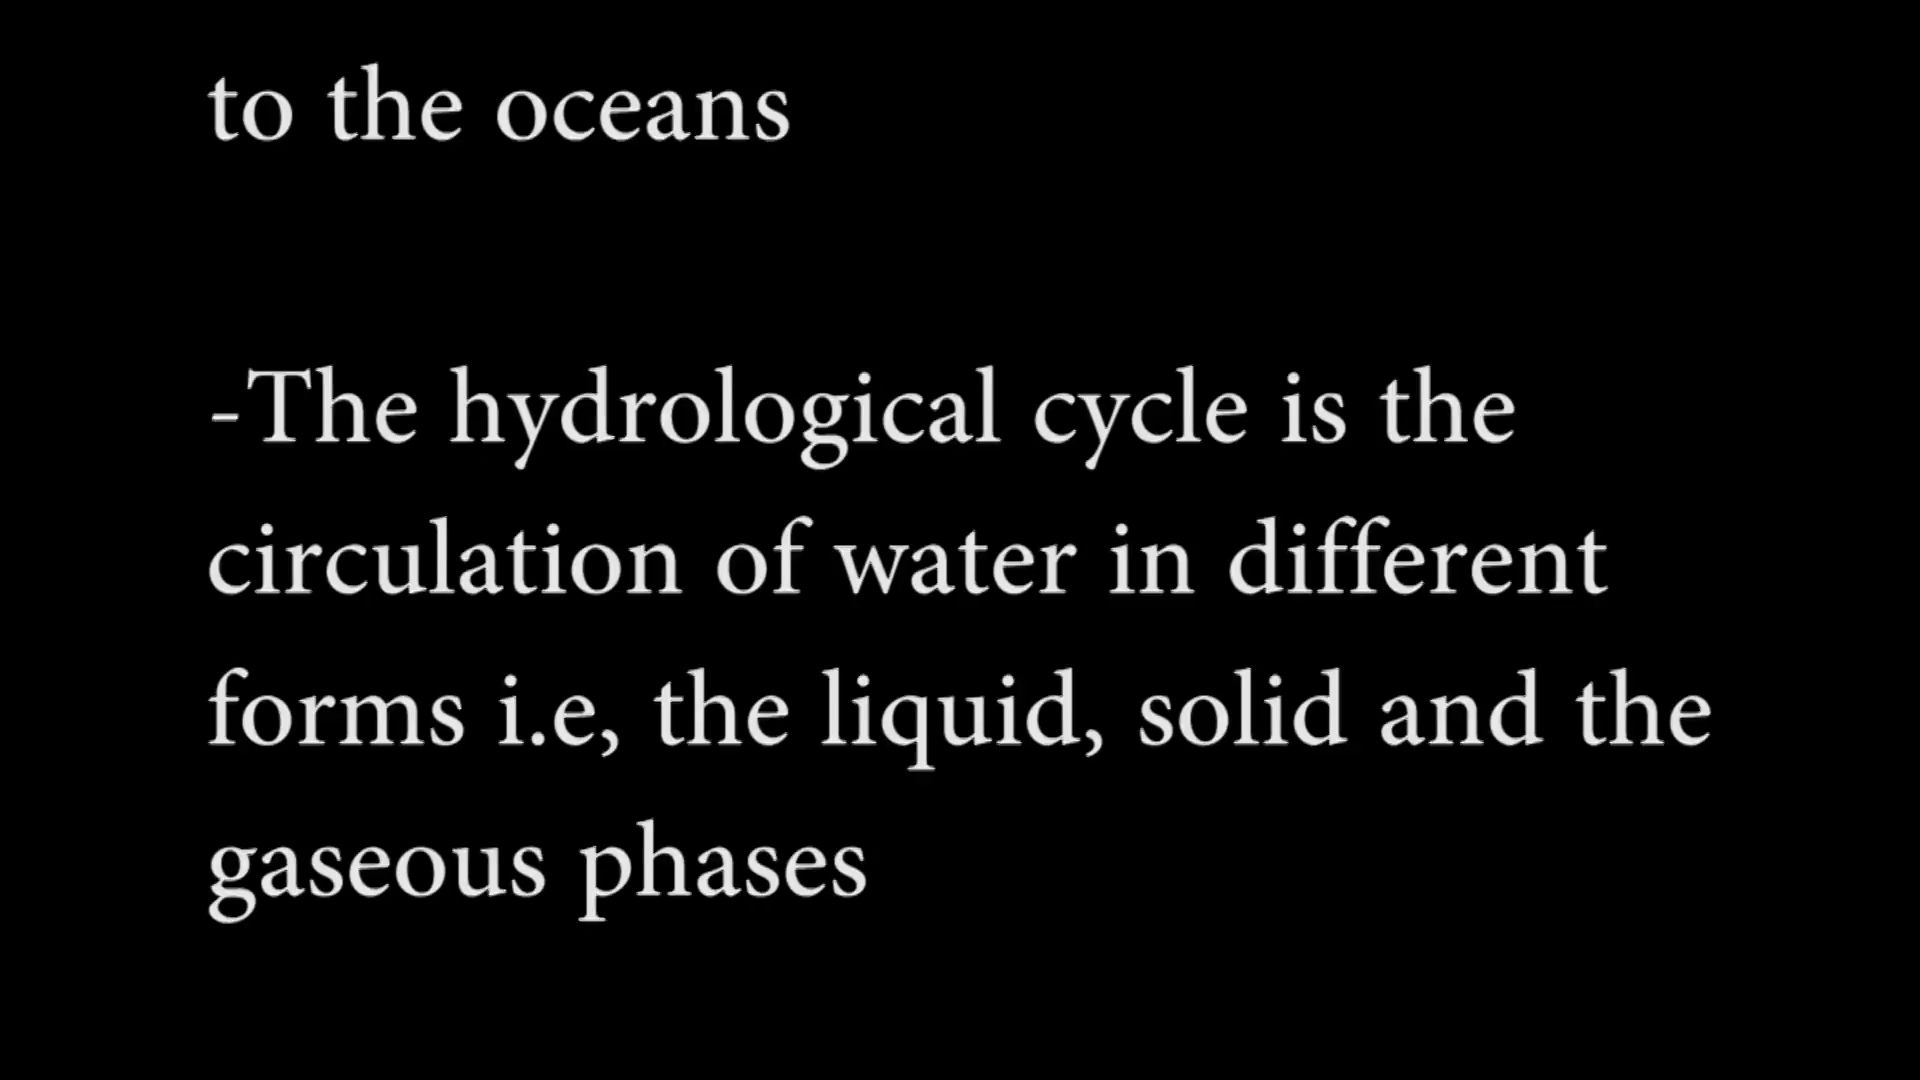 to the oceans
-The hydrological cycle is the
circulation of water in different
forms i.e, the liquid, solid and the
gaseous phases